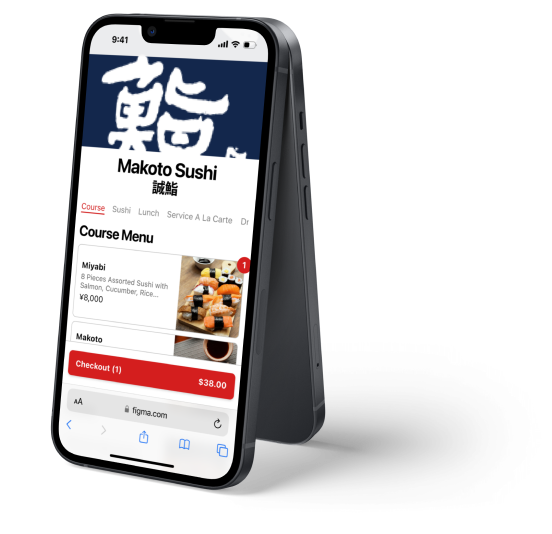 9:41
鮨
Makoto Sushi
誠鮨
Course Sushi Lunch Service A La Carte Dr
Course Menu
1
Miyabi
8 Pieces Assorted Sushi with
Salmon, Cucumber, Rice...
¥8,000
Makoto
Checkout (1) $38.00
AA figma.com